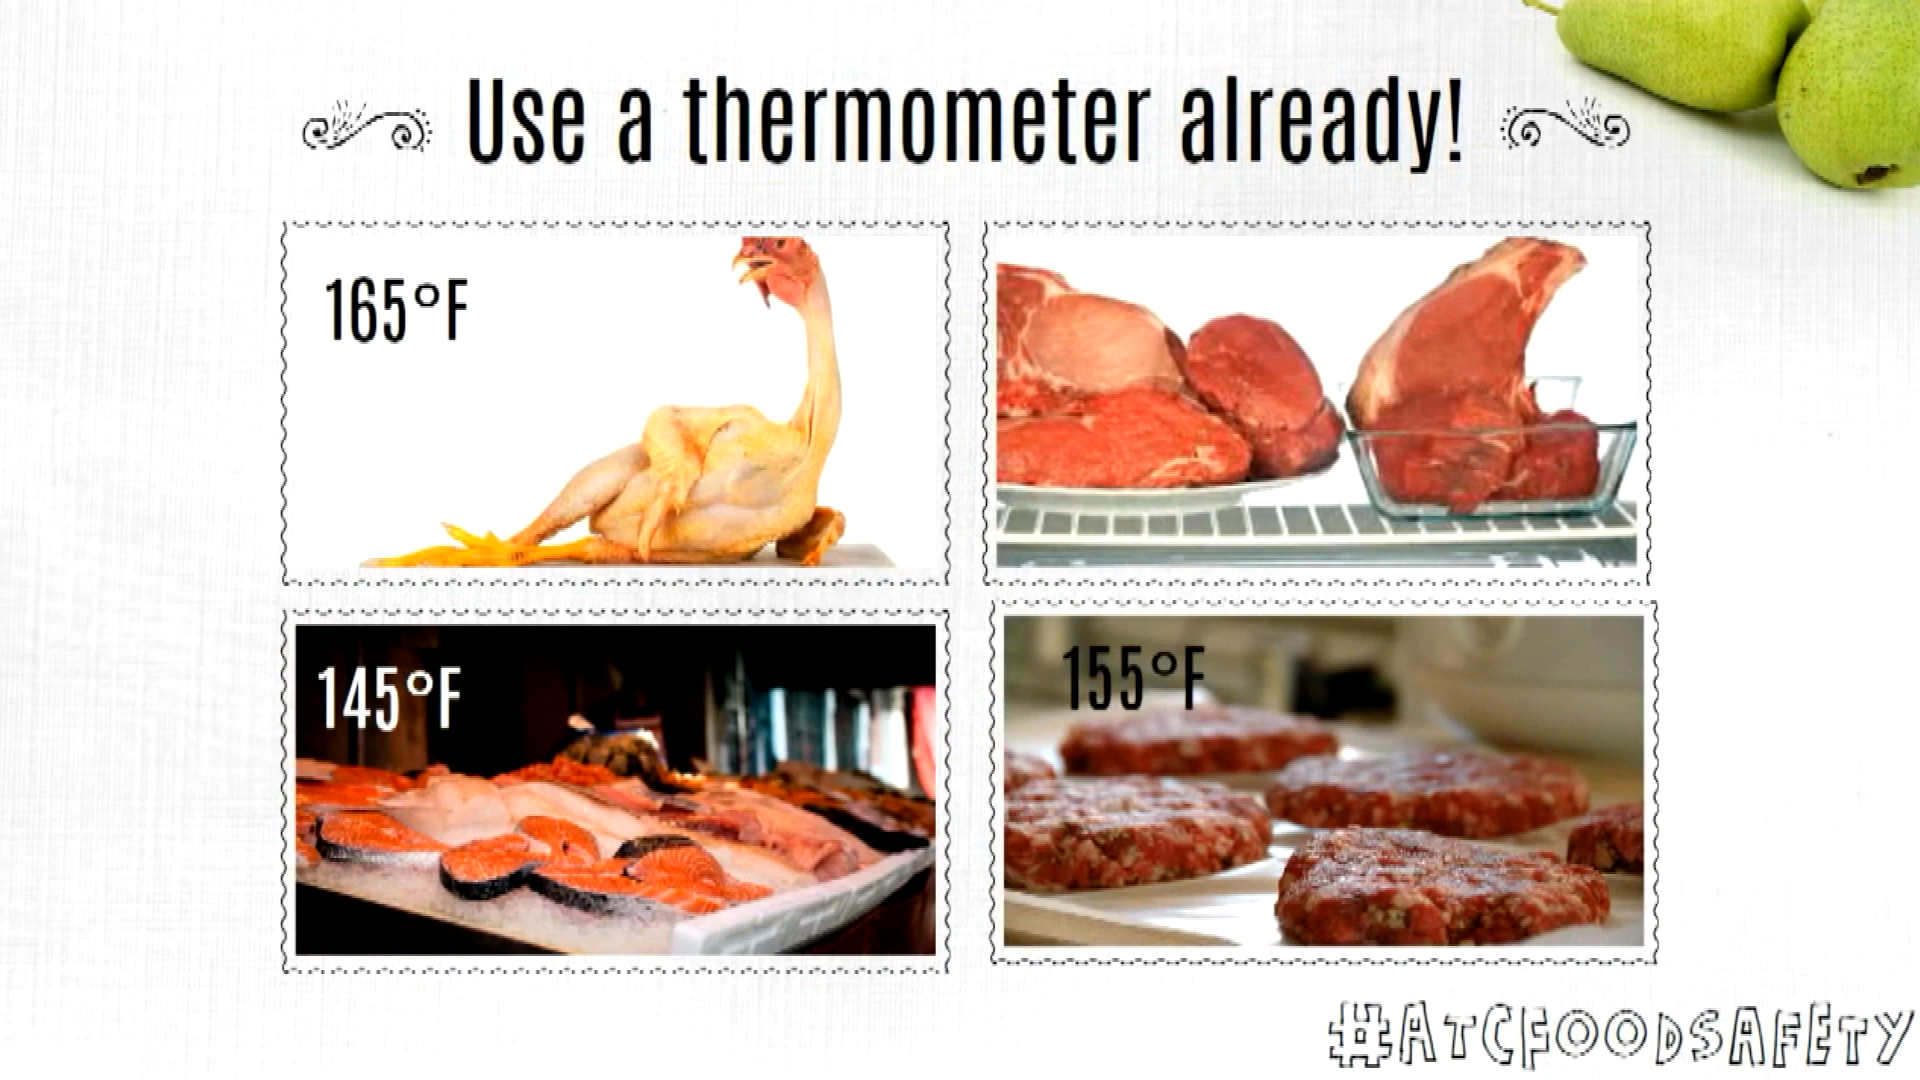 Use a thermometer already!
165°F
145°F
155°F
#ATCFOODSAFETY